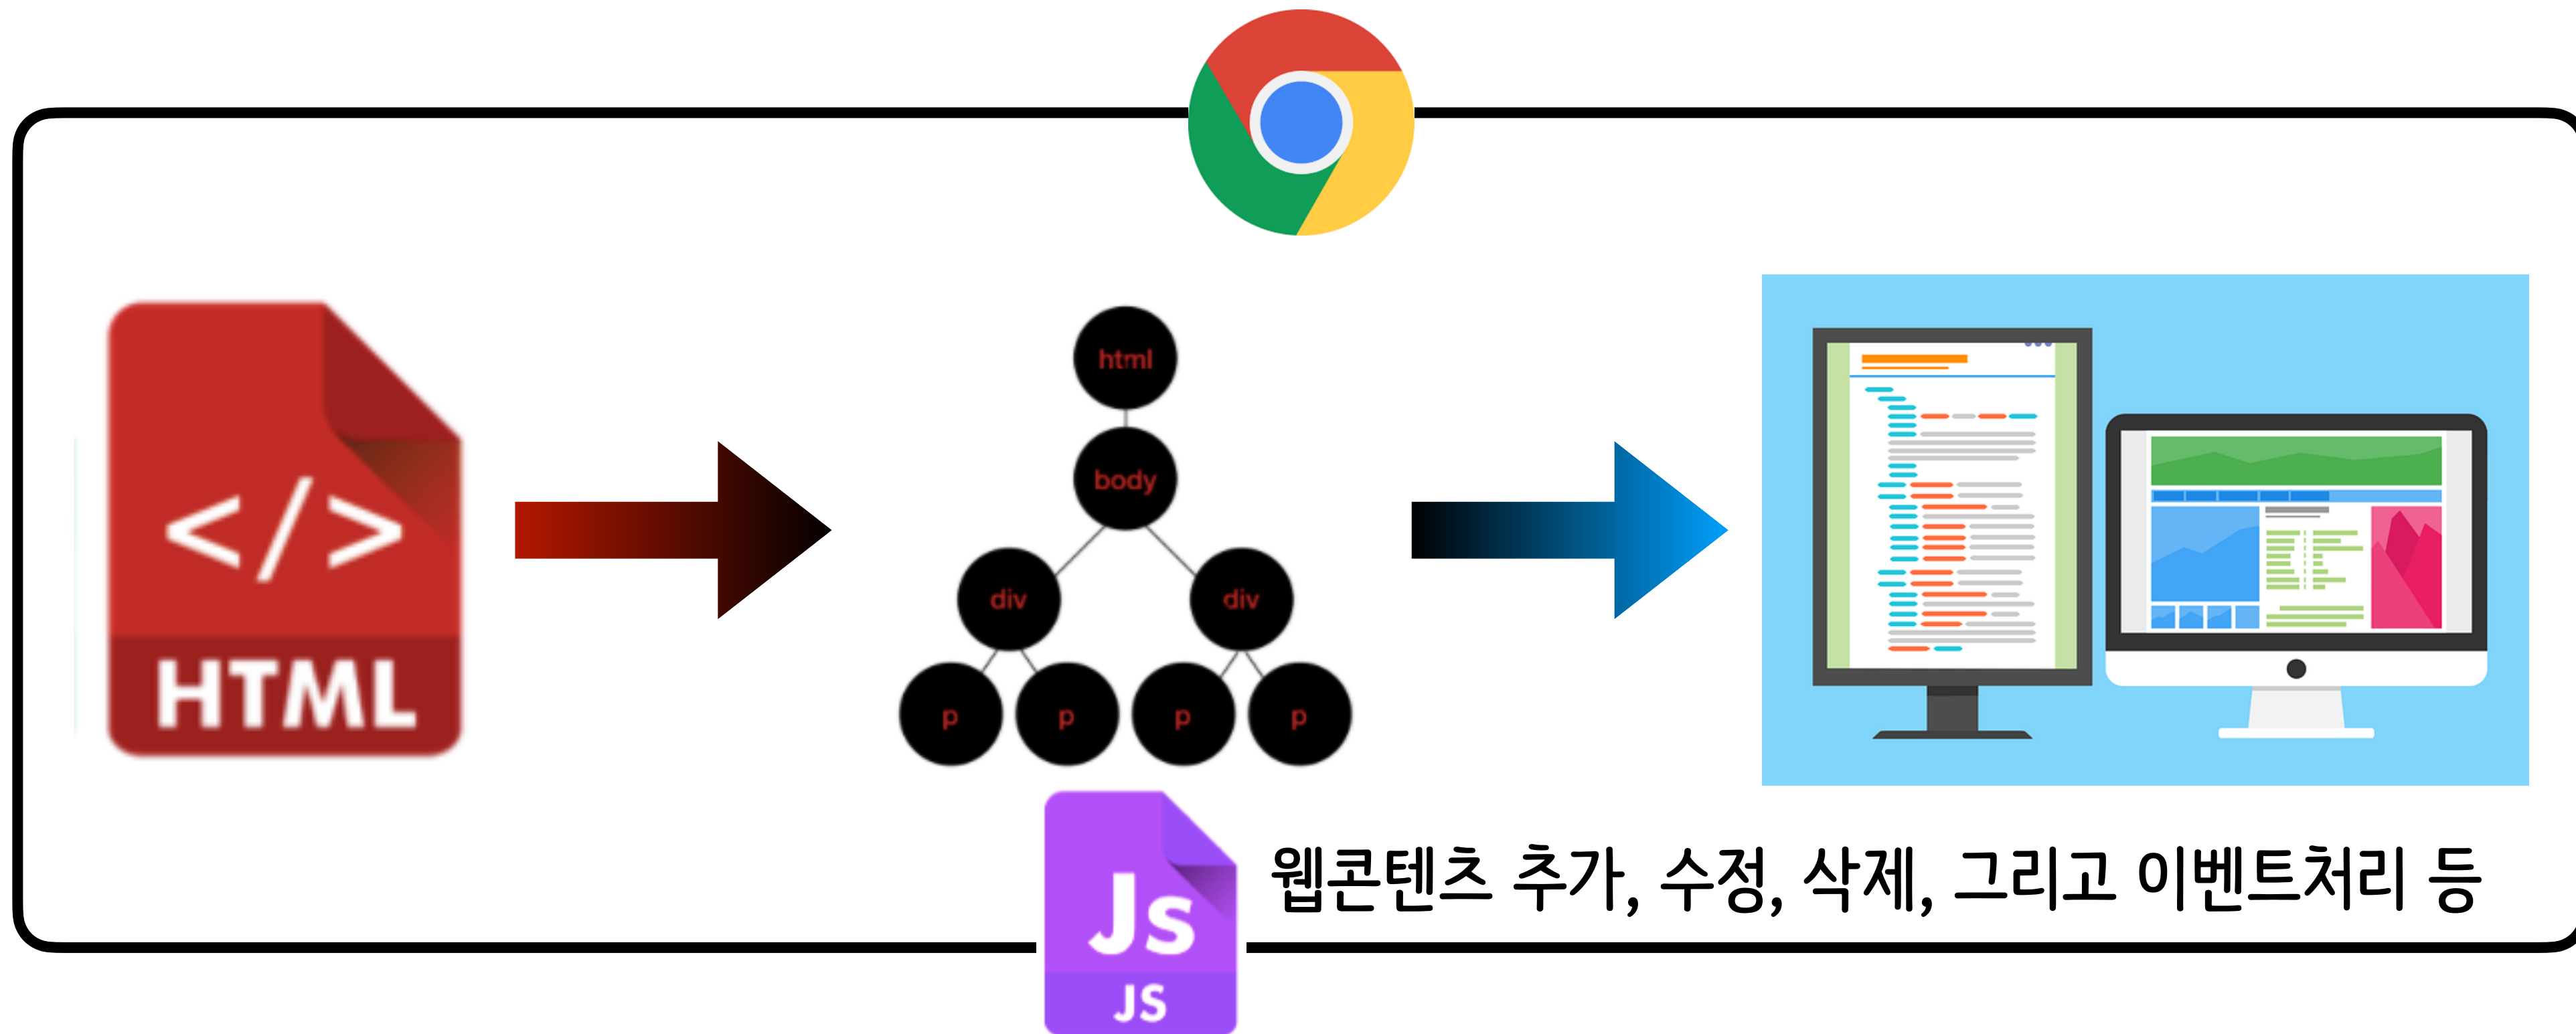 </>
HTML
html
body
div div
p p p p
Js
JS
웹콘텐츠 추가, 수정, 삭제, 그리고 이벤트처리 등